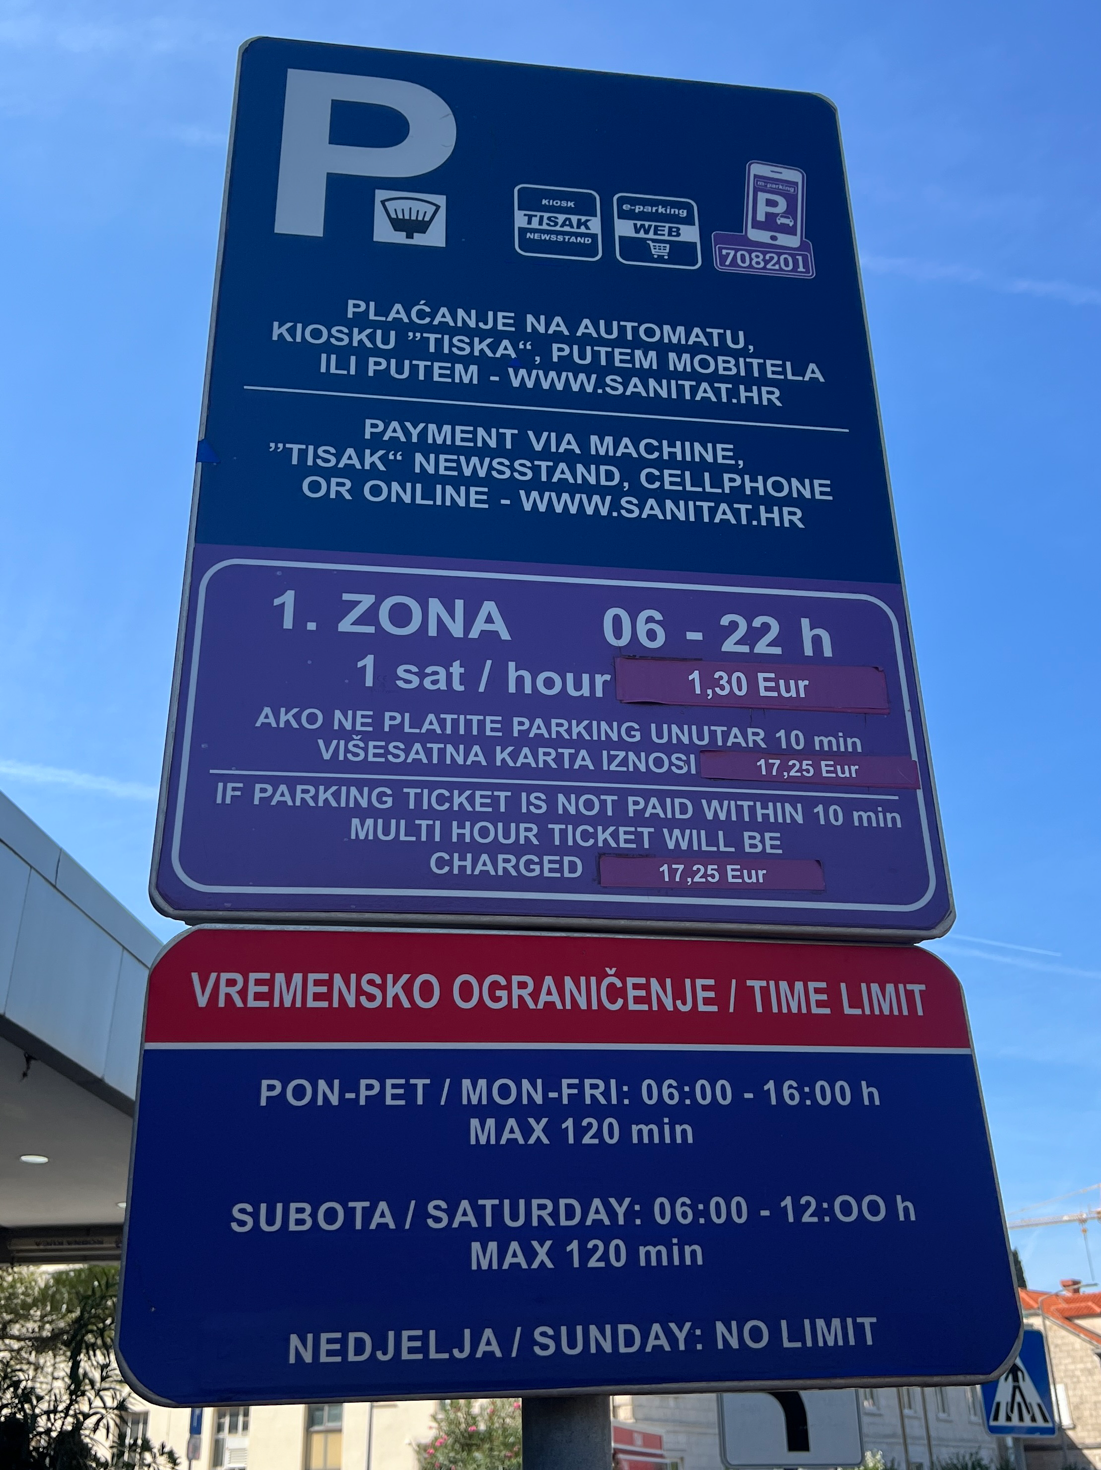 P
KIOSK
TISAK
NEWSSTAND
e-parking
WEB
m-parking
P
708201
PLAĆANJE NA AUTOMATU,
KIOSKU ”TISKA“, PUTEM MOBITELA
ILI PUTEM - WWW.SANITAT.HR
PAYMENT VIA MACHINE,
”TISAK“ NEWSSTAND, CELLPHONE
OR ONLINE - WWW.SANITAT.HR
1. ZONA 06 - 22 h
1 sat / hour 1,30 Eur
AKO NE PLATITE PARKING UNUTAR 10 min
VIŠESATNA KARTA IZNOSI 17,25 Eur
IF PARKING TICKET IS NOT PAID WITHIN 10 min
MULTI HOUR TICKET WILL BE
CHARGED 17,25 Eur
VREMENSKO OGRANIČENJE / TIME LIMIT
PON-PET / MON-FRI: 06:00 - 16:00 h
MAX 120 min
SUBOTA / SATURDAY: 06:00 - 12:OO h
MAX 120 min
NEDJELJA / SUNDAY: NO LIMIT